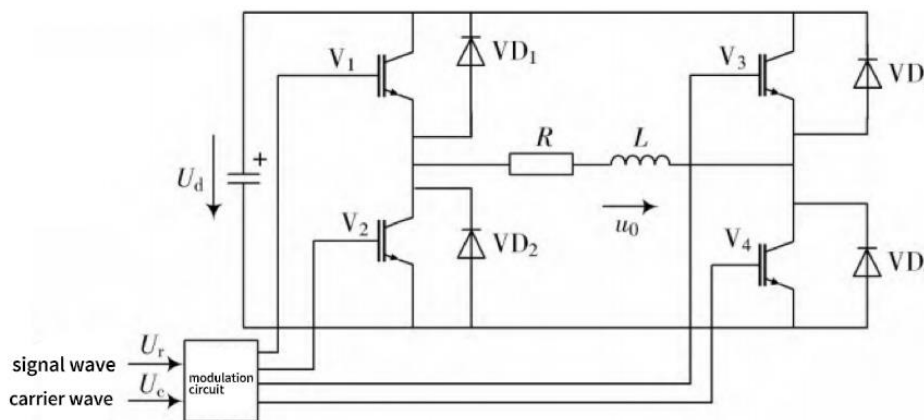 V1
VD1
V3
VD
R
L
Ud
+
u0
V2
VD2
V4
VD
signal wave
Ur
modulation
circuit
carrier wave
Uc